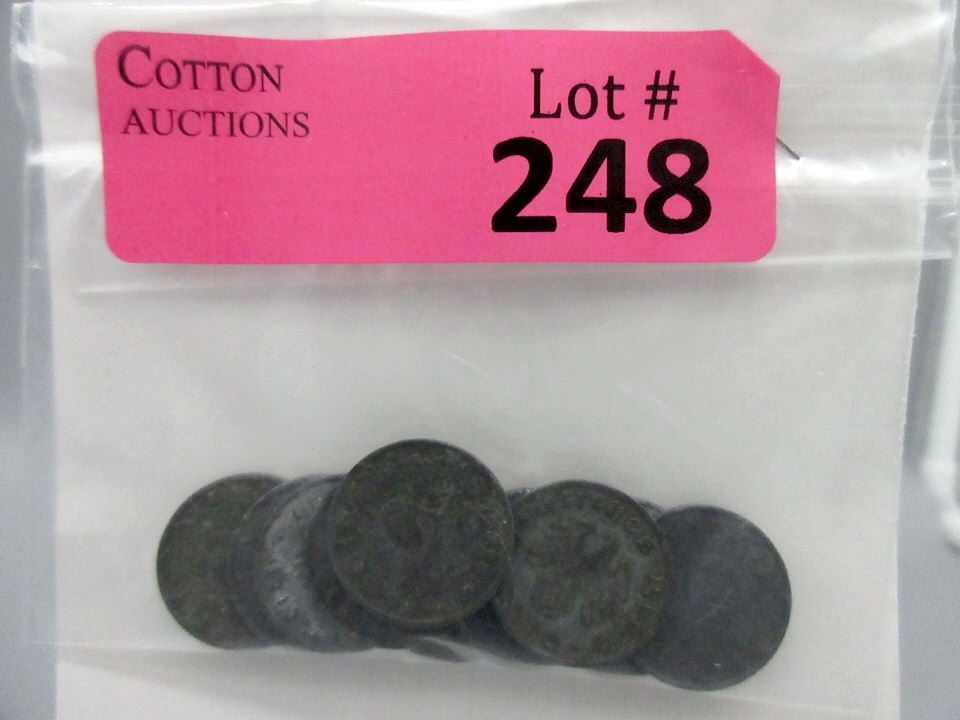 COTTON
AUCTIONS
Lot #
248